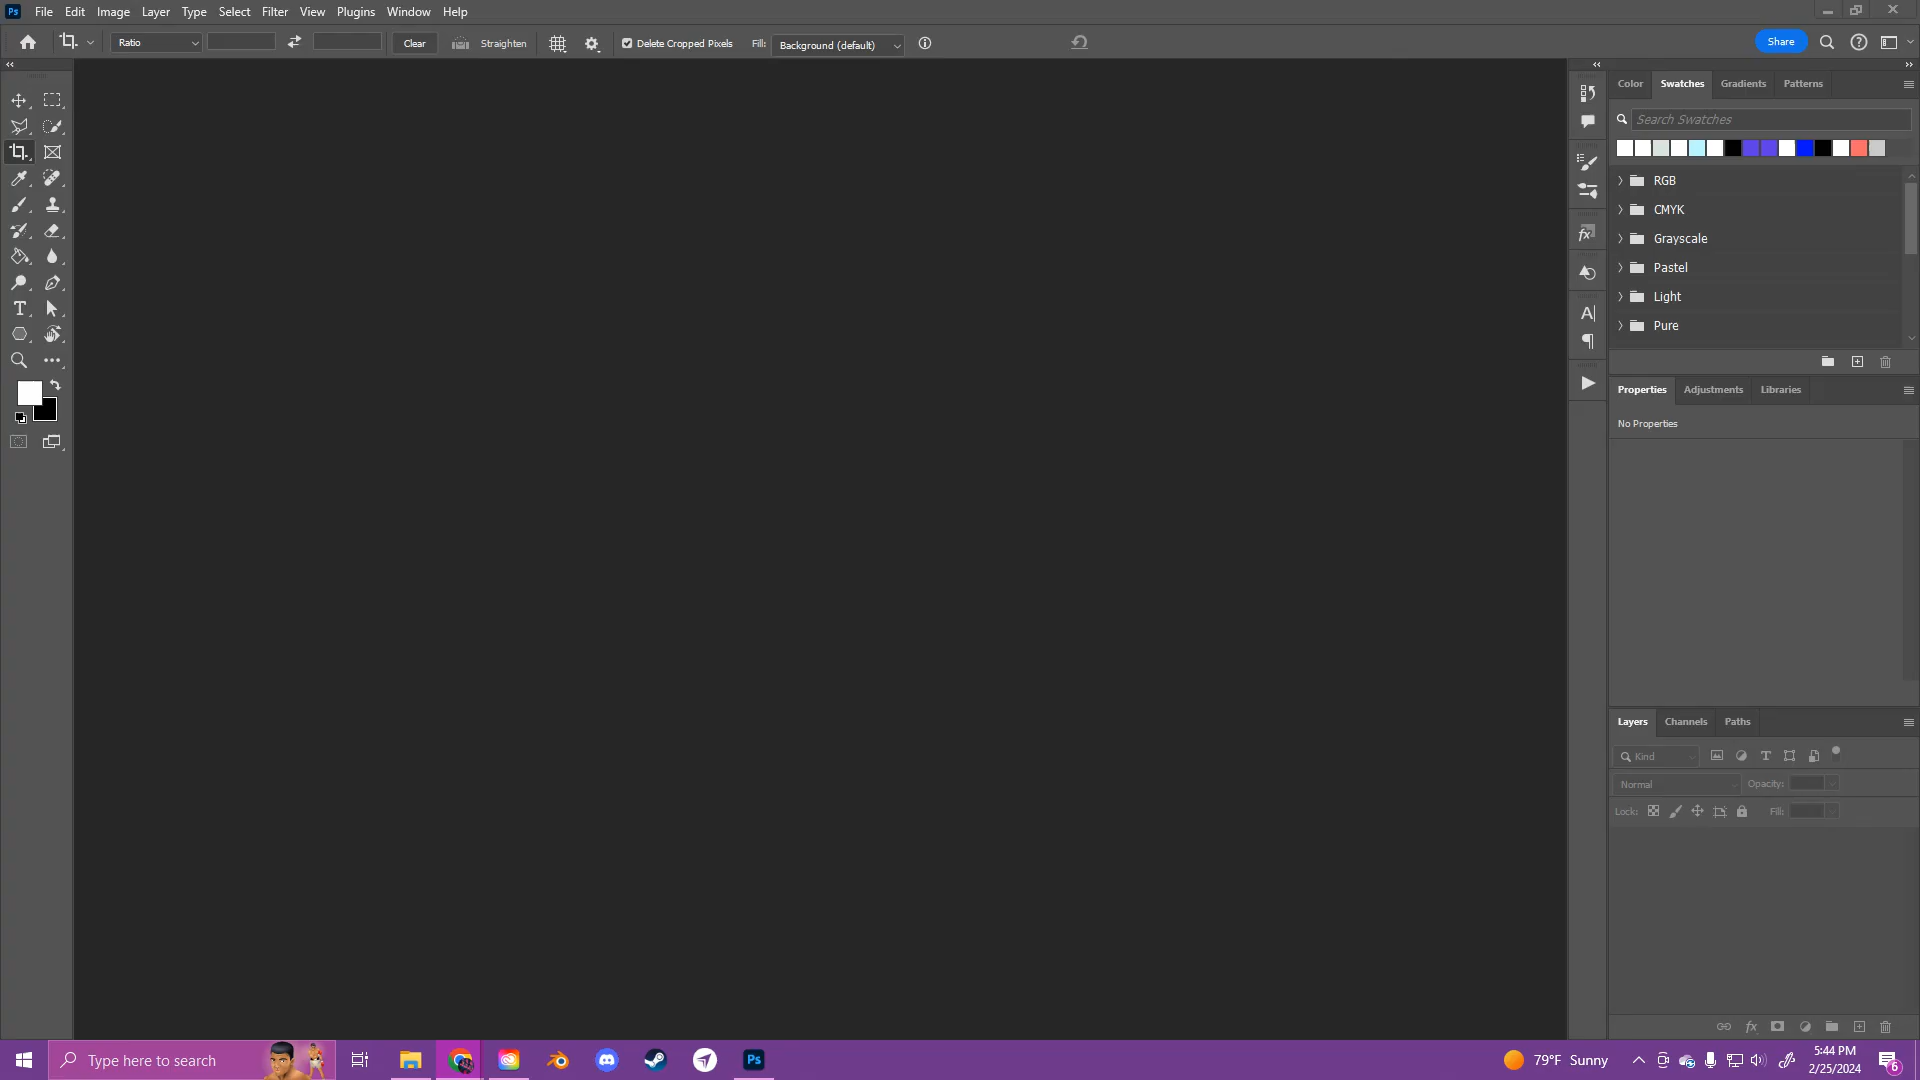 Ps File Edit Image Layer Type Select Filter View Plugins Window Help
Ratio Clear Straighten Delete Cropped Pixels Fill: Background (default) Share
Color Swatches Gradients Patterns
Search Swatches
RGB
CMYK
Grayscale
Pastel
Light
Pure
Properties Adjustments Libraries
No Properties
Layers Channels Paths
Kind
Normal Opacity:
Lock: Fill:
Type here to search Ps 79°F Sunny 5:44 PM
2/25/2024 6